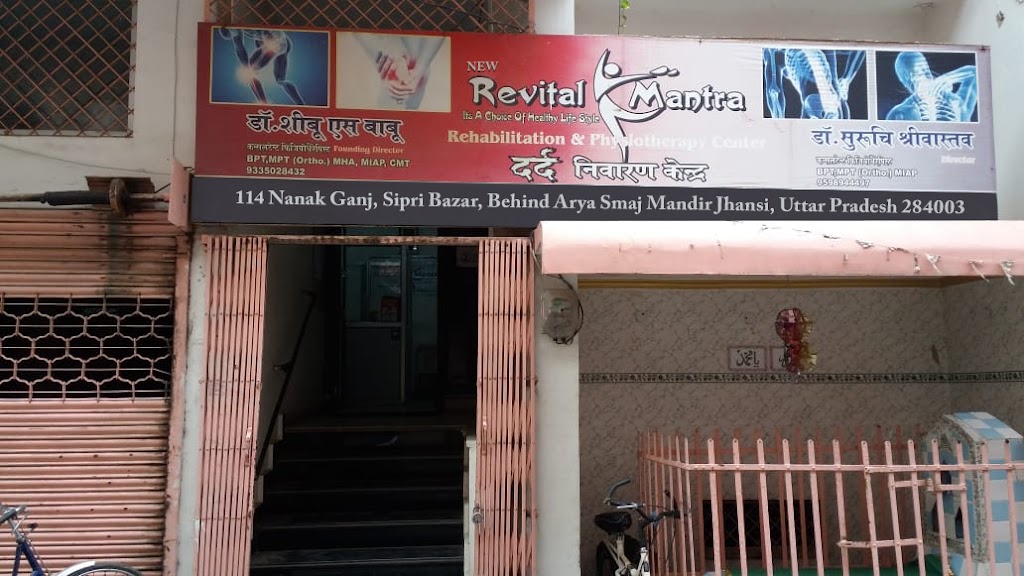 NEW
Revital Mantra
Its A Choice Of Healthy Life Style
Rehabilitation & Physiotherapy Center
दर्द निवारण केन्द्र
डॉ.शीबू एस बाबू
कन्सलटेन्ट फिजियोथेरेपिस्ट Founding Director
BPT,MPT (Ortho.) MHA, MIAP, CMT
9335028432
डॉ.सुरुचि श्रीवास्तव
Director
BPT,MPT (Ortho.) MIAP
114 Nanak Ganj, Sipri Bazar, Behind Arya Smaj Mandir Jhansi, Uttar Pradesh 284003